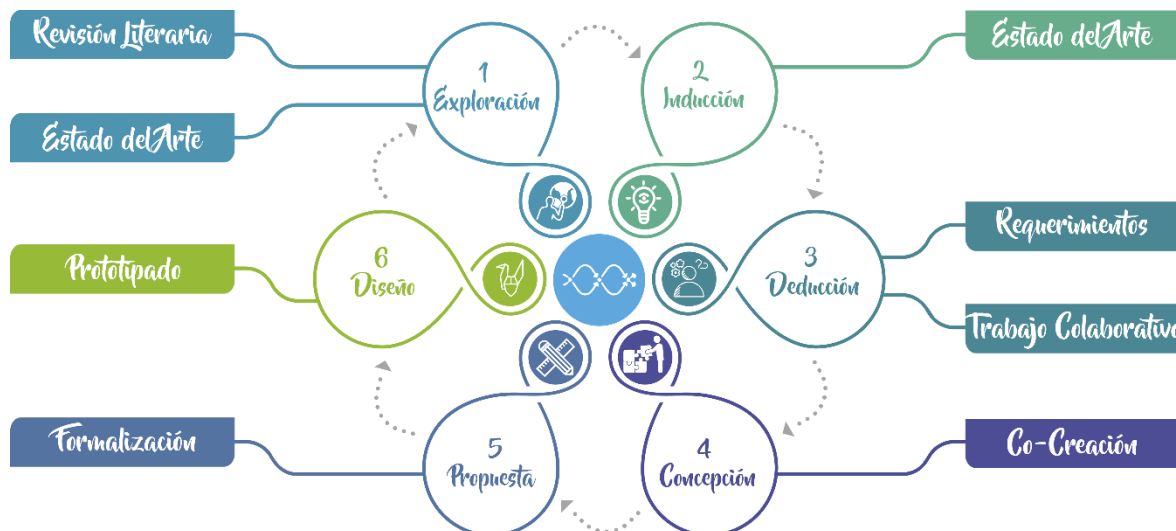 Revisión Literaria
Estado del Arte
1
Exploración
2
Inducción
Estado del Arte
Prototipado
6
Diseño
3
Deducción
Requerimientos
Trabajo Colaborativo
Formalización
5
Propuesta
4
Concepción
Co-Creación